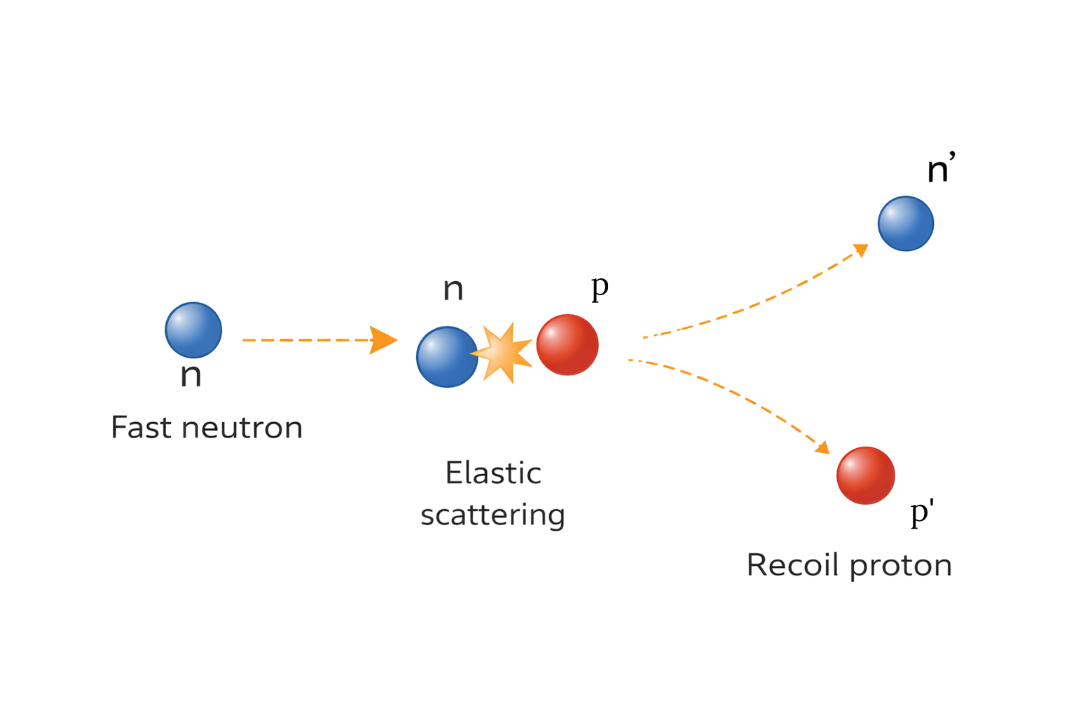 n
Fast neutron
n
p
Elastic
scattering
n’
p'
Recoil proton